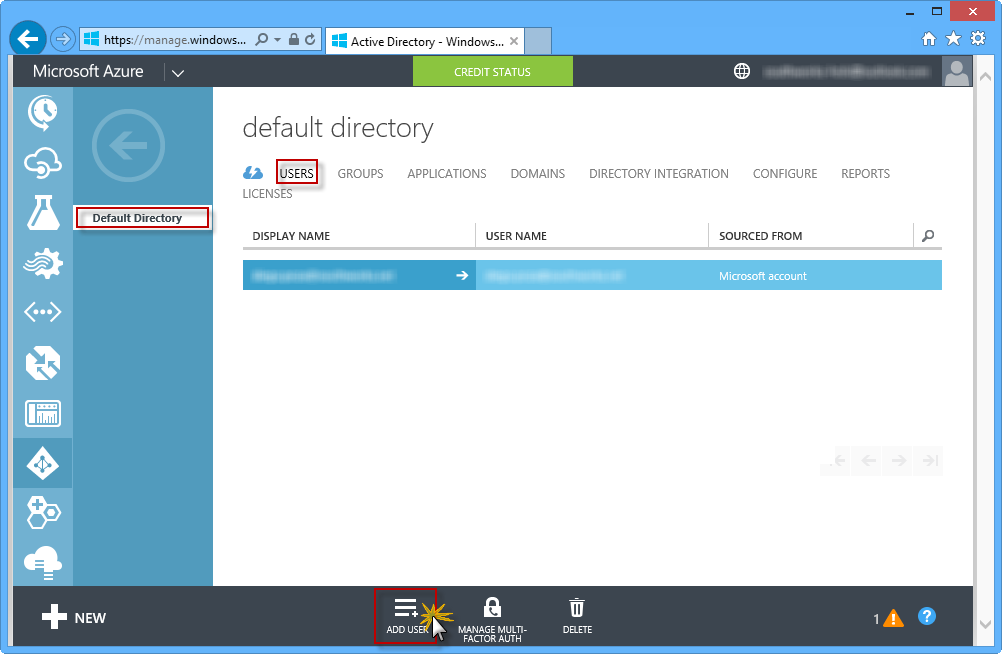 https://manage.windows...
Active Directory - Windows...
Microsoft Azure
CREDIT STATUS
default directory
USERS GROUPS APPLICATIONS DOMAINS DIRECTORY INTEGRATION CONFIGURE REPORTS
LICENSES
Default Directory
DISPLAY NAME USER NAME SOURCED FROM
Microsoft account
NEW
ADD USER
MANAGE MULTI-
FACTOR AUTH
DELETE
1